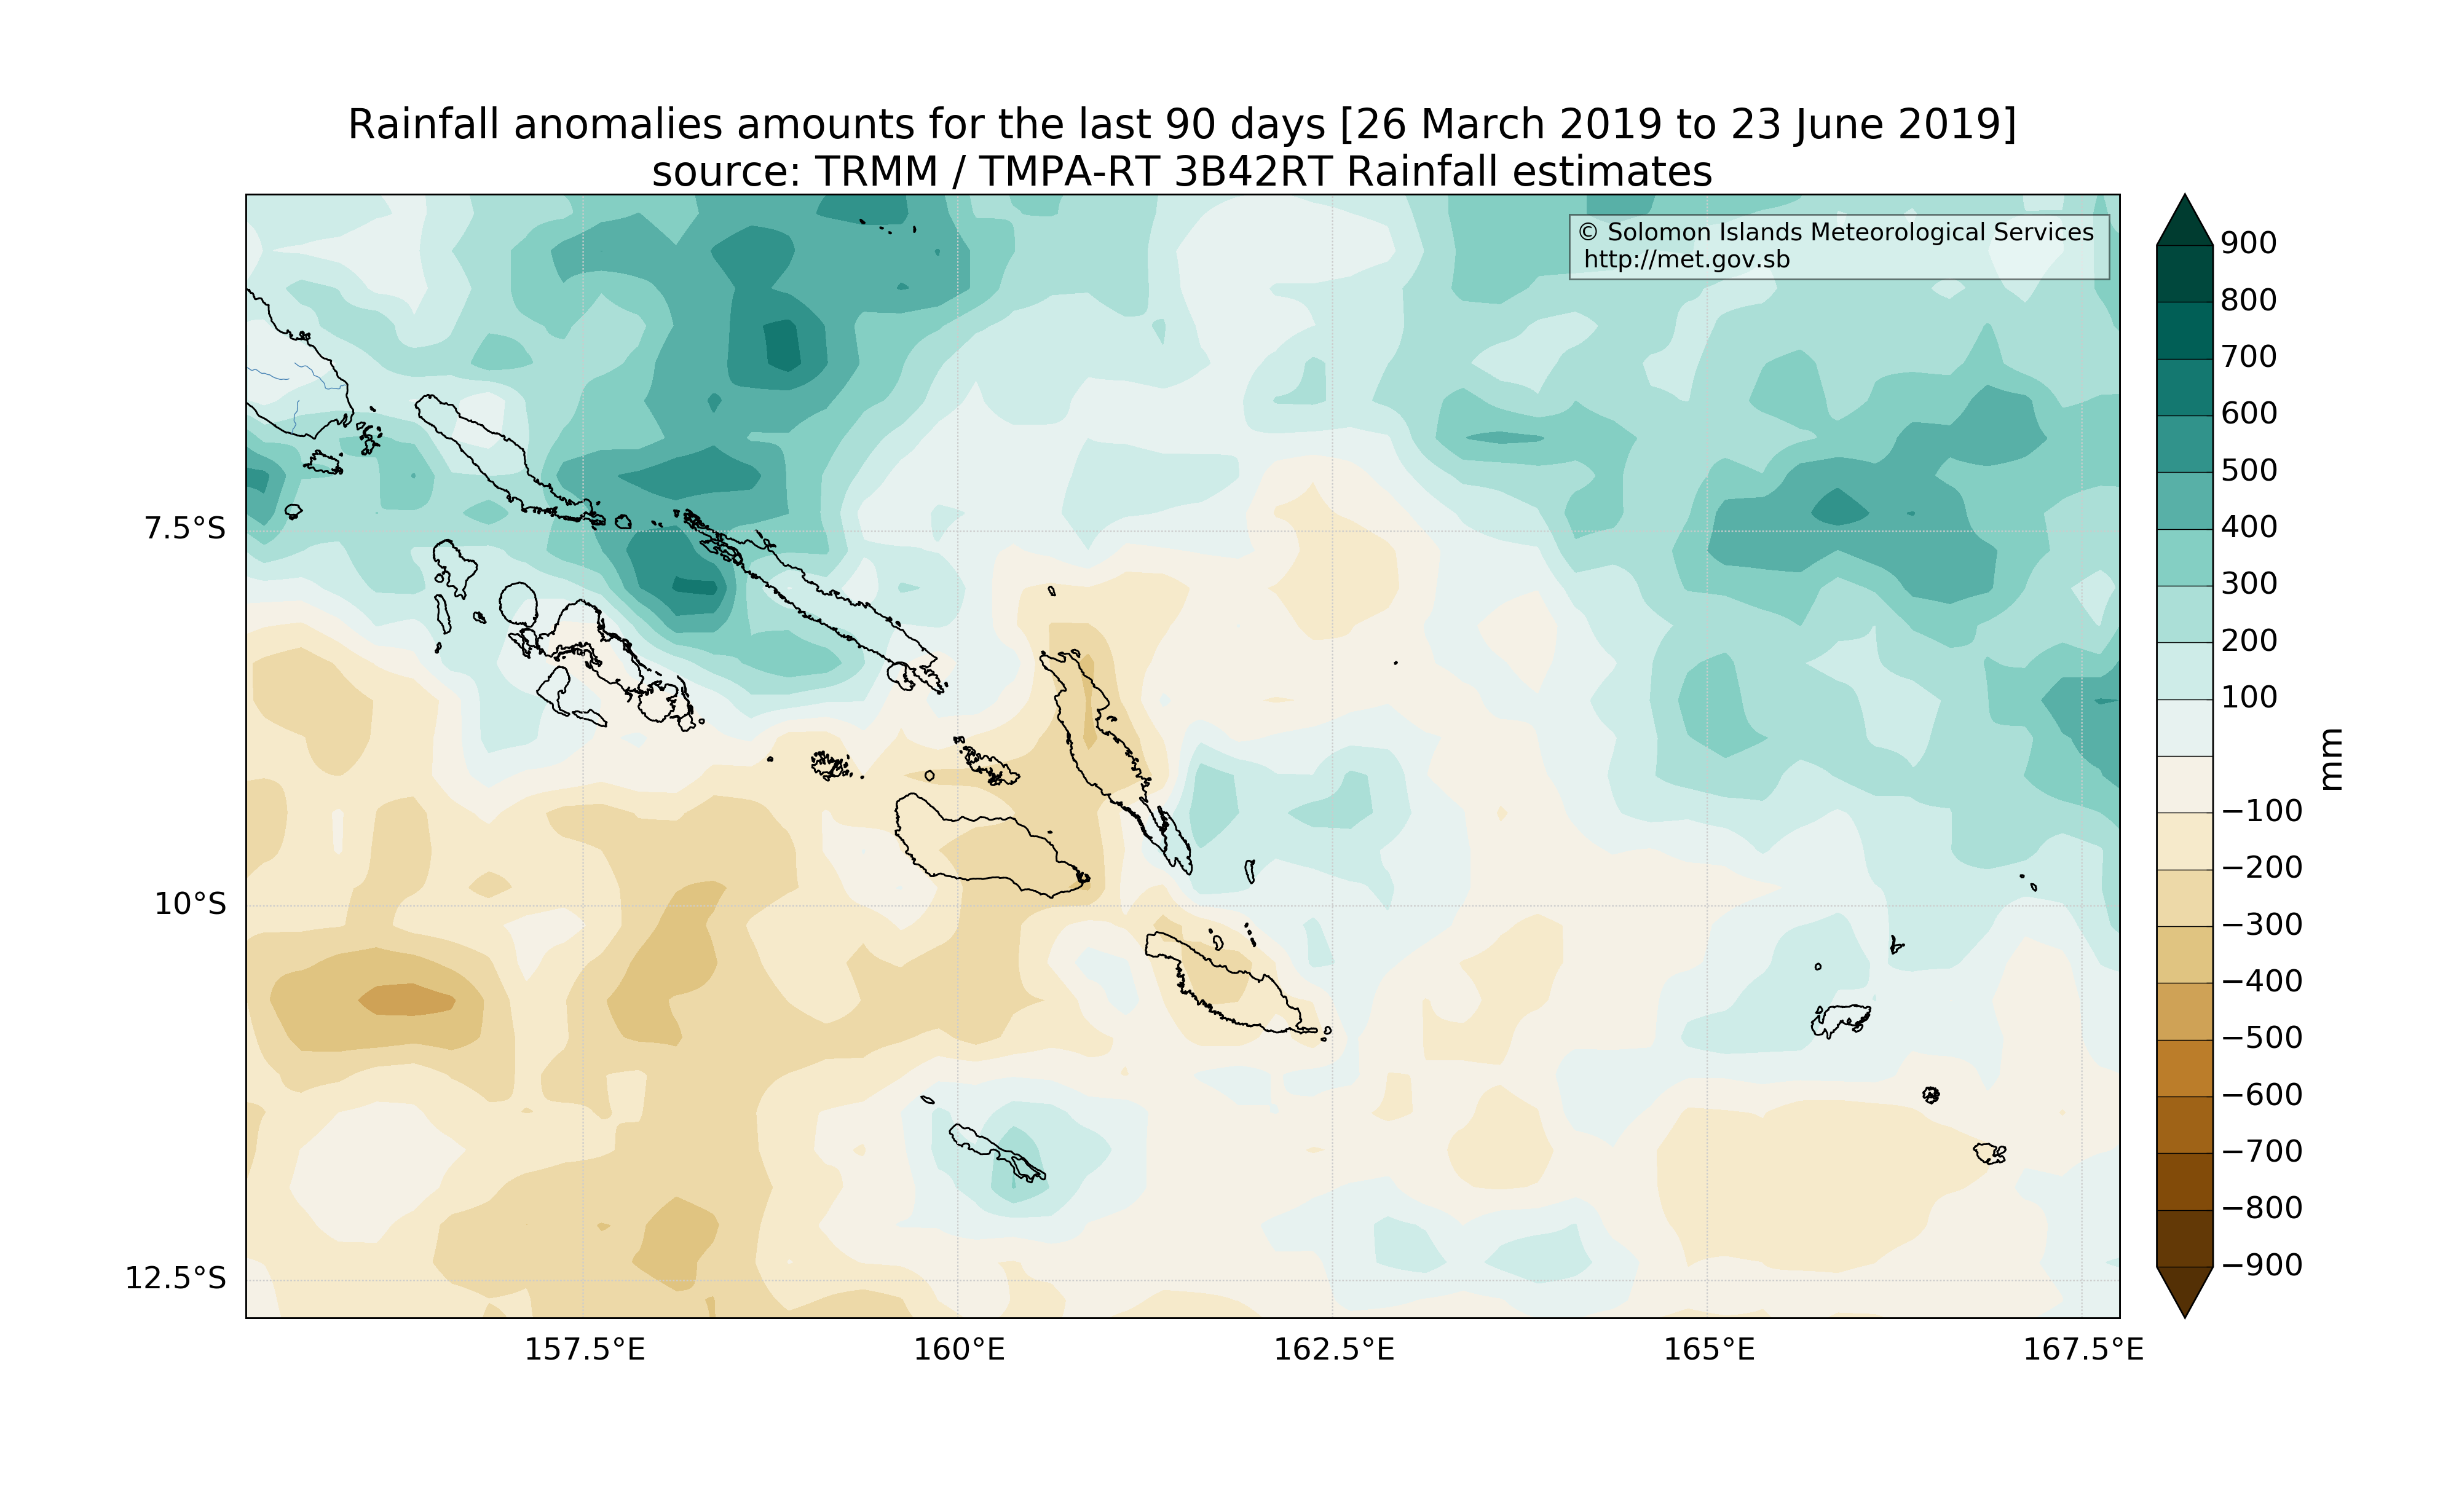 Rainfall anomalies amounts for the last 90 days [26 March 2019 to 23 June 2019]
source: TRMM / TMPA-RT 3B42RT Rainfall estimates
© Solomon Islands Meteorological Services
http://met.gov.sb
7.5°S
10°S
12.5°S
157.5°E
160°E
162.5°E
165°E
167.5°E
900
800
700
600
500
400
300
200
100
−100
−200
−300
−400
−500
−600
−700
−800
−900
mm